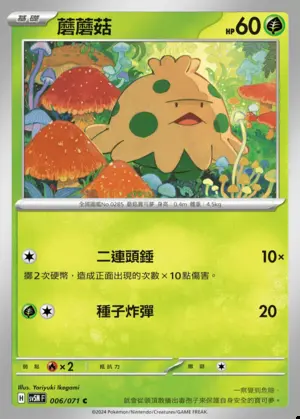 基礎
蘑蘑菇
HP60
全國圖鑑No.0285 蘑菇寶可夢 身高：0.4m 體重：4.5kg
二連頭錘 10×
擲2次硬幣，造成正面出現的次數×10點傷害。
種子炸彈 20
弱點 ×2 抵抗力 撤退
Illus. Yoriyuki Ikegami
H SV5M F 006/071 C
©2024 Pokémon/Nintendo/Creatures/GAME FREAK.